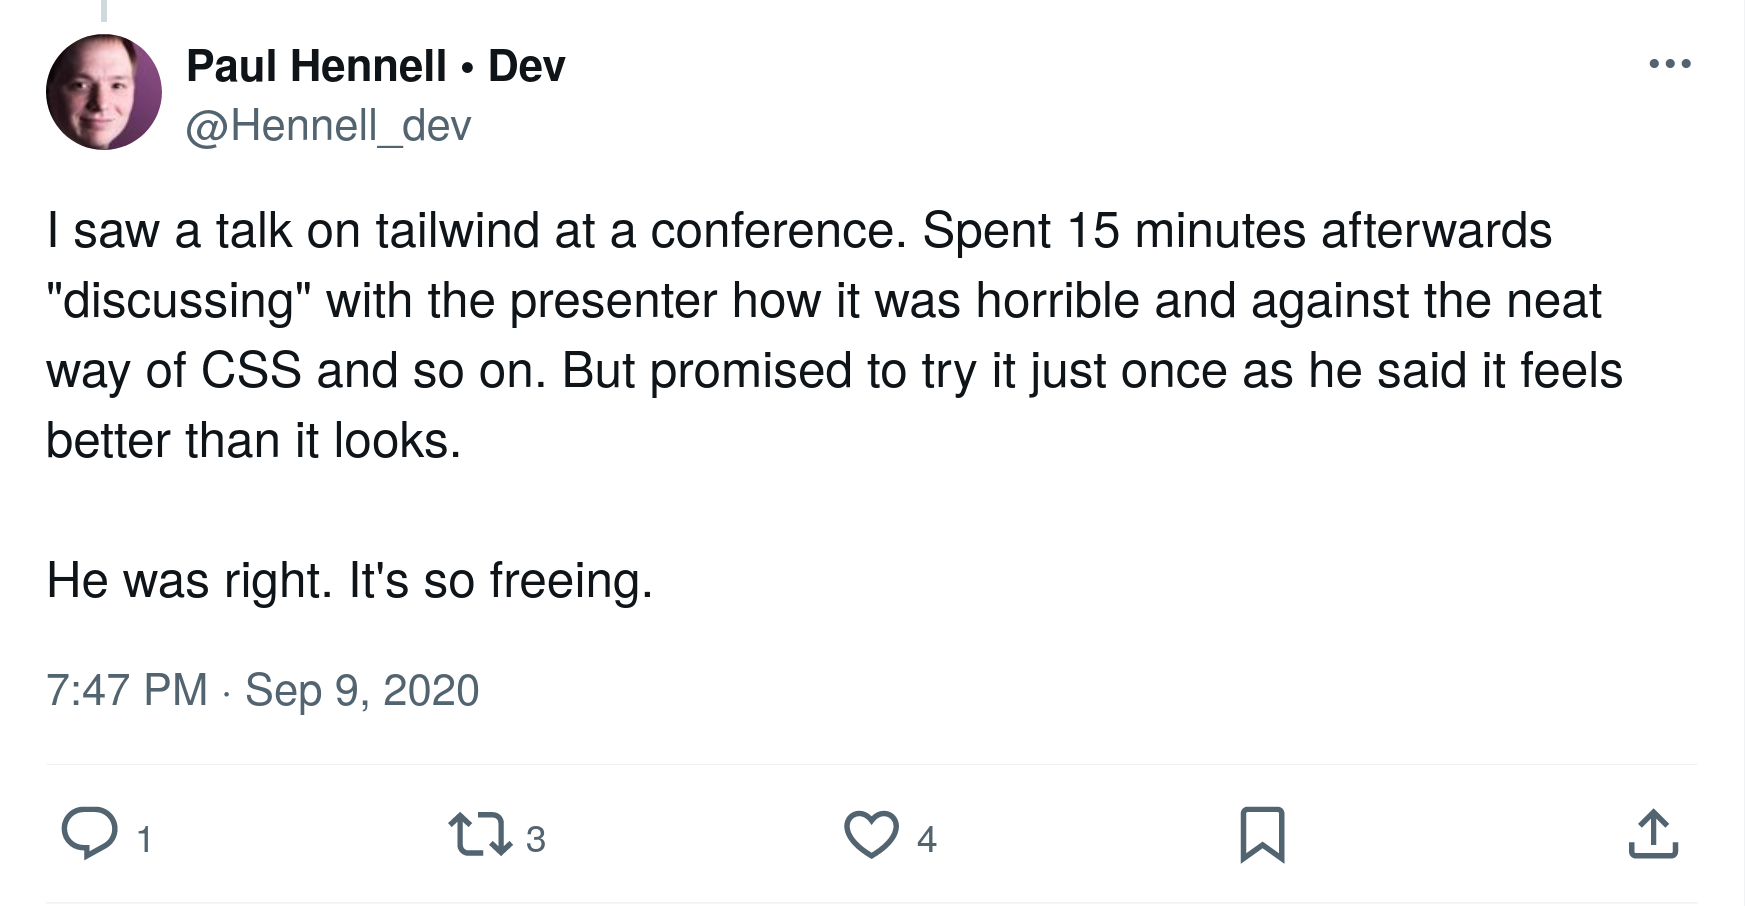 Paul Hennell • Dev
@Hennell_dev
I saw a talk on tailwind at a conference. Spent 15 minutes afterwards
"discussing" with the presenter how it was horrible and against the neat
way of CSS and so on. But promised to try it just once as he said it feels
better than it looks.
He was right. It's so freeing.
7:47 PM · Sep 9, 2020
1 3 4